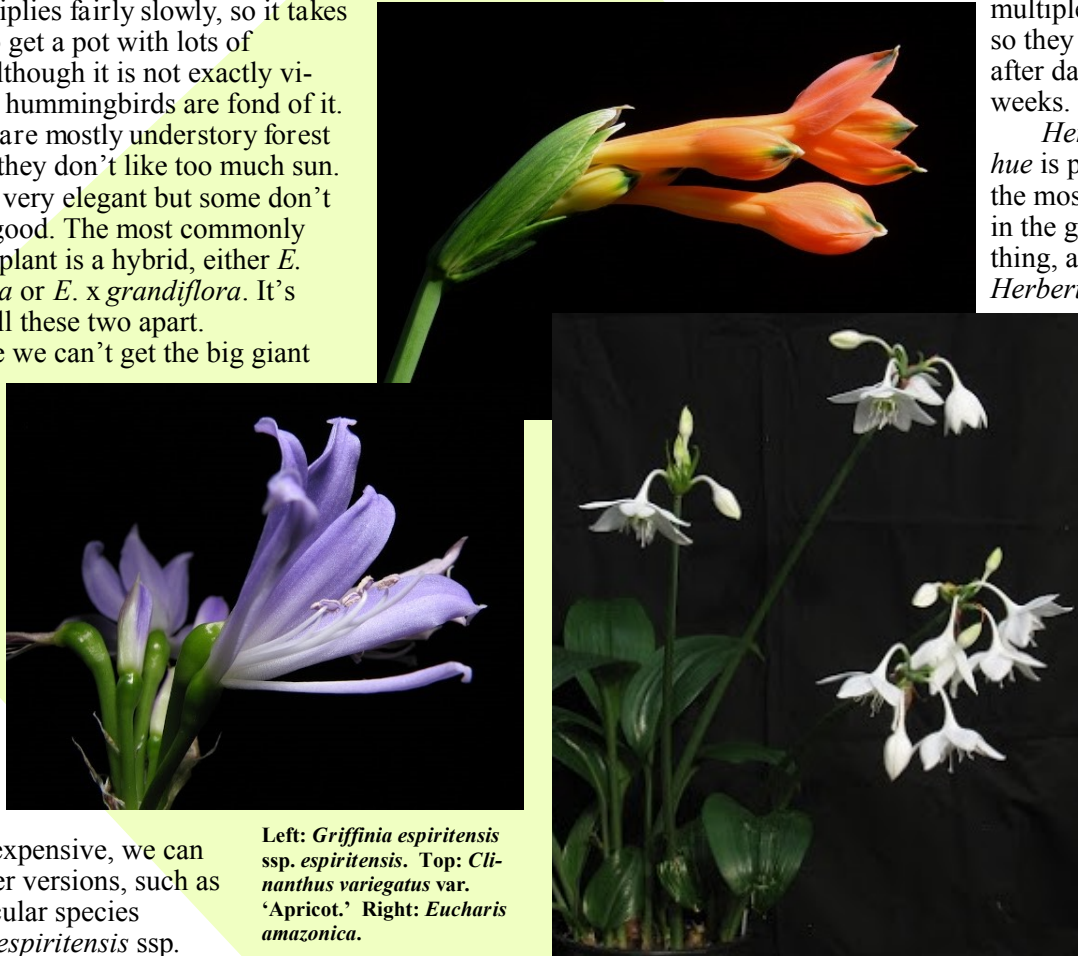 iplies fairly slowly, so it takes
get a pot with lots of
lthough it is not exactly vi-
hummingbirds are fond of it.
are mostly understory forest
they don’t like too much sun.
very elegant but some don’t
good. The most commonly
plant is a hybrid, either E.
a or E. x grandiflora. It’s
ll these two apart.
e we can’t get the big giant
expensive, we can
er versions, such as
cular species
espiritensis ssp.
Left: Griffinia espiritensis
ssp. espiritensis. Top: Cli-
nanthus variegatus var.
‘Apricot.’ Right: Eucharis
amazonica.
multiple
so they
after da
weeks.
He
hue is p
the mos
in the g
thing, a
Herberi